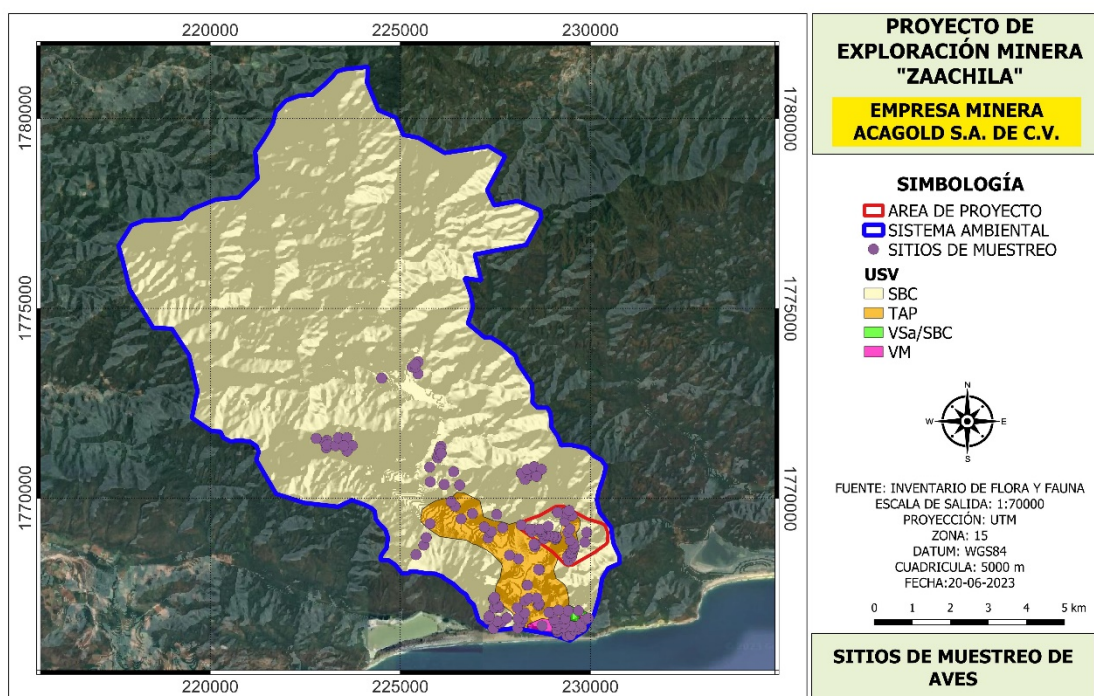 220000 225000 230000
1780000 1780000
1775000 1775000
1770000 1770000
220000 225000 230000
PROYECTO DE
EXPLORACIÓN MINERA
"ZAACHILA"
EMPRESA MINERA
ACAGOLD S.A. DE C.V.
SIMBOLOGÍA
AREA DE PROYECTO
SISTEMA AMBIENTAL
SITIOS DE MUESTREO
USV
SBC
TAP
VSa/SBC
VM
N
W E
S
FUENTE: INVENTARIO DE FLORA Y FAUNA
ESCALA DE SALIDA: 1:70000
PROYECCIÓN: UTM
ZONA: 15
DATUM: WGS84
CUADRICULA: 5000 m
FECHA:20-06-2023
0 1 2 3 4 5 km
SITIOS DE MUESTREO DE
AVES